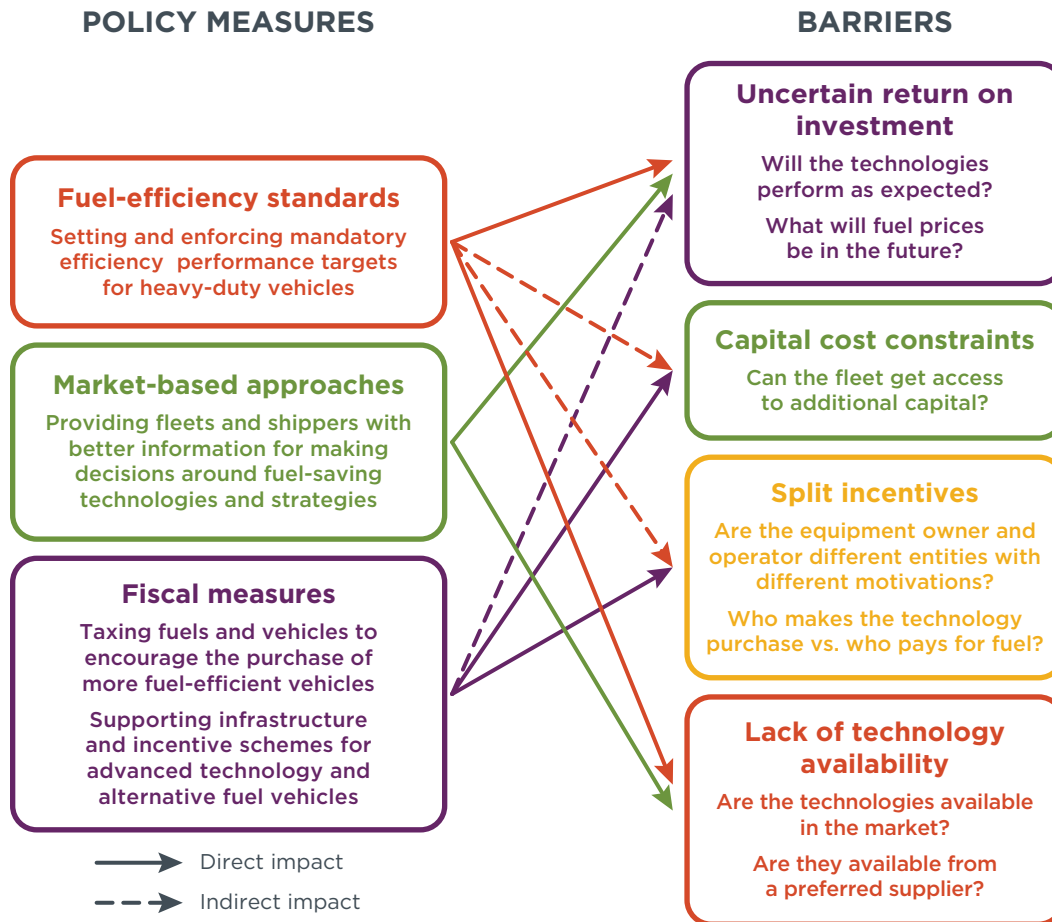 POLICY MEASURES
Fuel-efficiency standards
Setting and enforcing mandatory
efficiency performance targets
for heavy-duty vehicles
Market-based approaches
Providing fleets and shippers with
better information for making
decisions around fuel-saving
technologies and strategies
Fiscal measures
Taxing fuels and vehicles to
encourage the purchase of
more fuel-efficient vehicles
Supporting infrastructure
and incentive schemes for
advanced technology and
alternative fuel vehicles
Direct impact
Indirect impact
BARRIERS
Uncertain return on
investment
Will the technologies
perform as expected?
What will fuel prices
be in the future?
Capital cost constraints
Can the fleet get access
to additional capital?
Split incentives
Are the equipment owner and
operator different entities with
different motivations?
Who makes the technology
purchase vs. who pays for fuel?
Lack of technology
availability
Are the technologies available
in the market?
Are they available from
a preferred supplier?